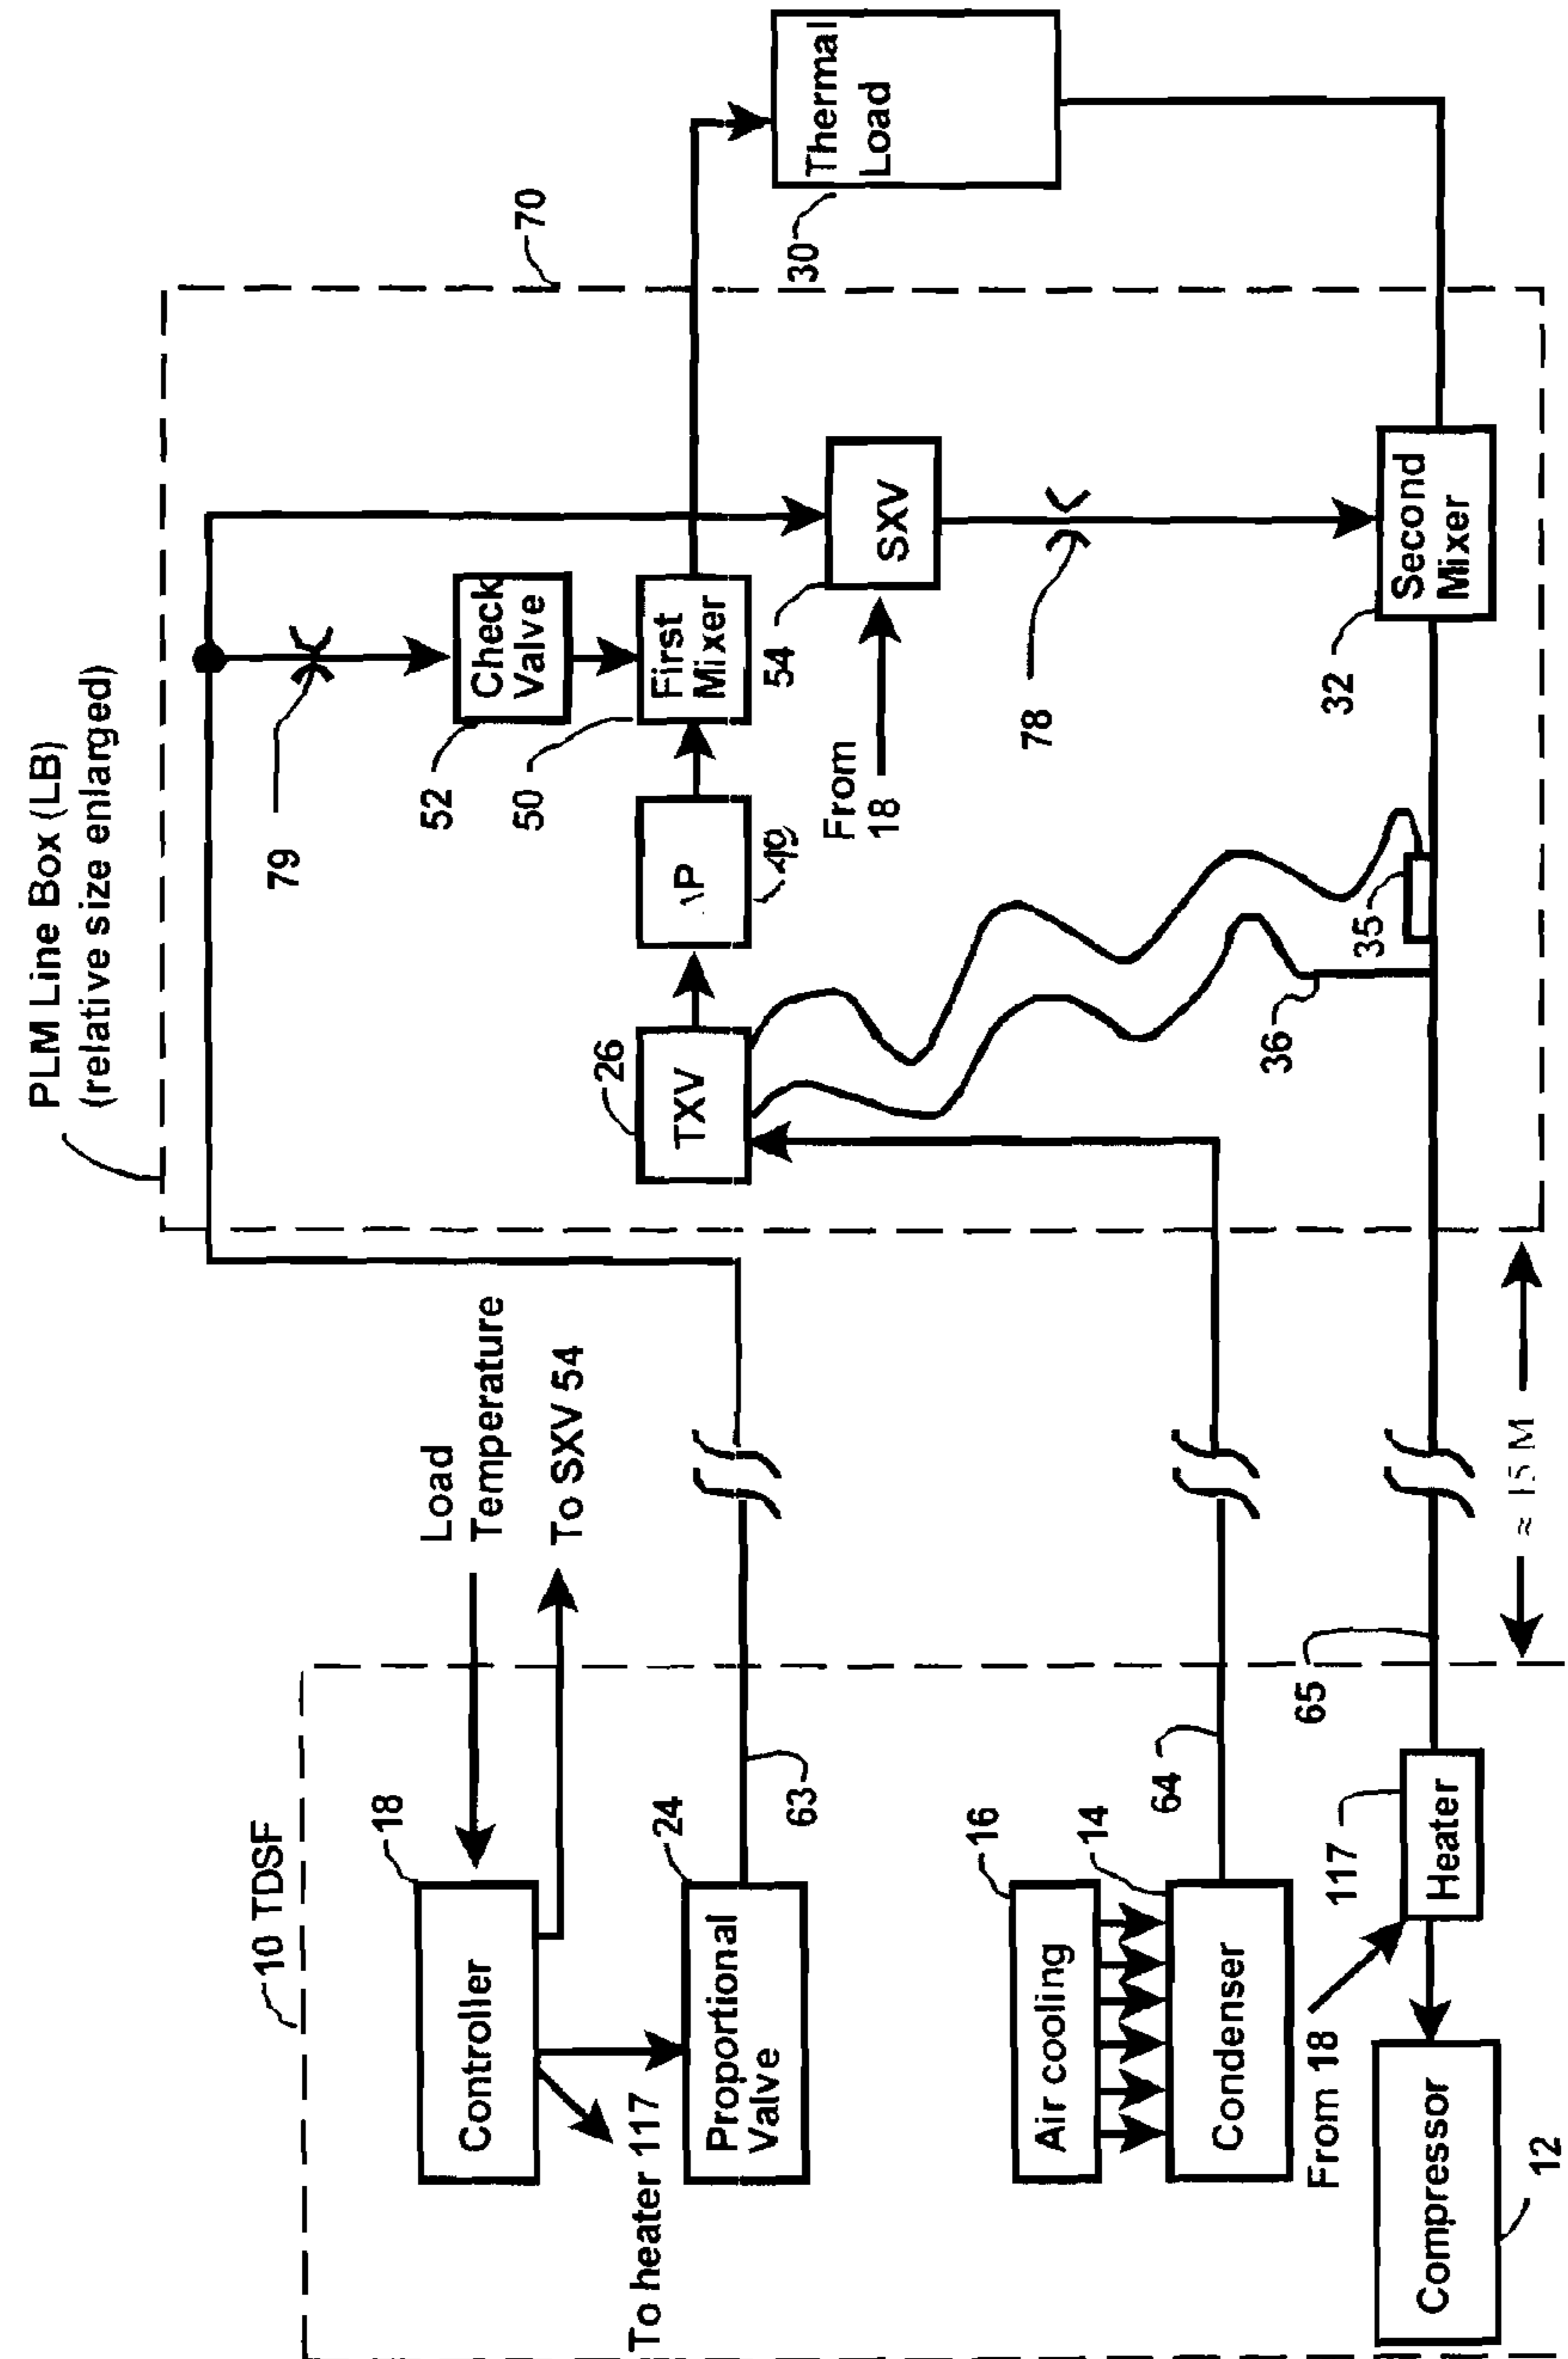 PLM Line Box (LB)
(relative size enlarged)
10 TDSF
18
Controller
Load
Temperature
To SXV 54
To heater 117
24
Proportional
Valve
63
79
52
Check
Valve
50
First
Mixer
70
26
TXV
ΔP
54
SXV
From
18
30
Thermal
Load
16
Air cooling
14
Condenser
64
78
36
35
32
Second
Mixer
From 18
117
Heater
65
Compressor
12
≈ 15 M